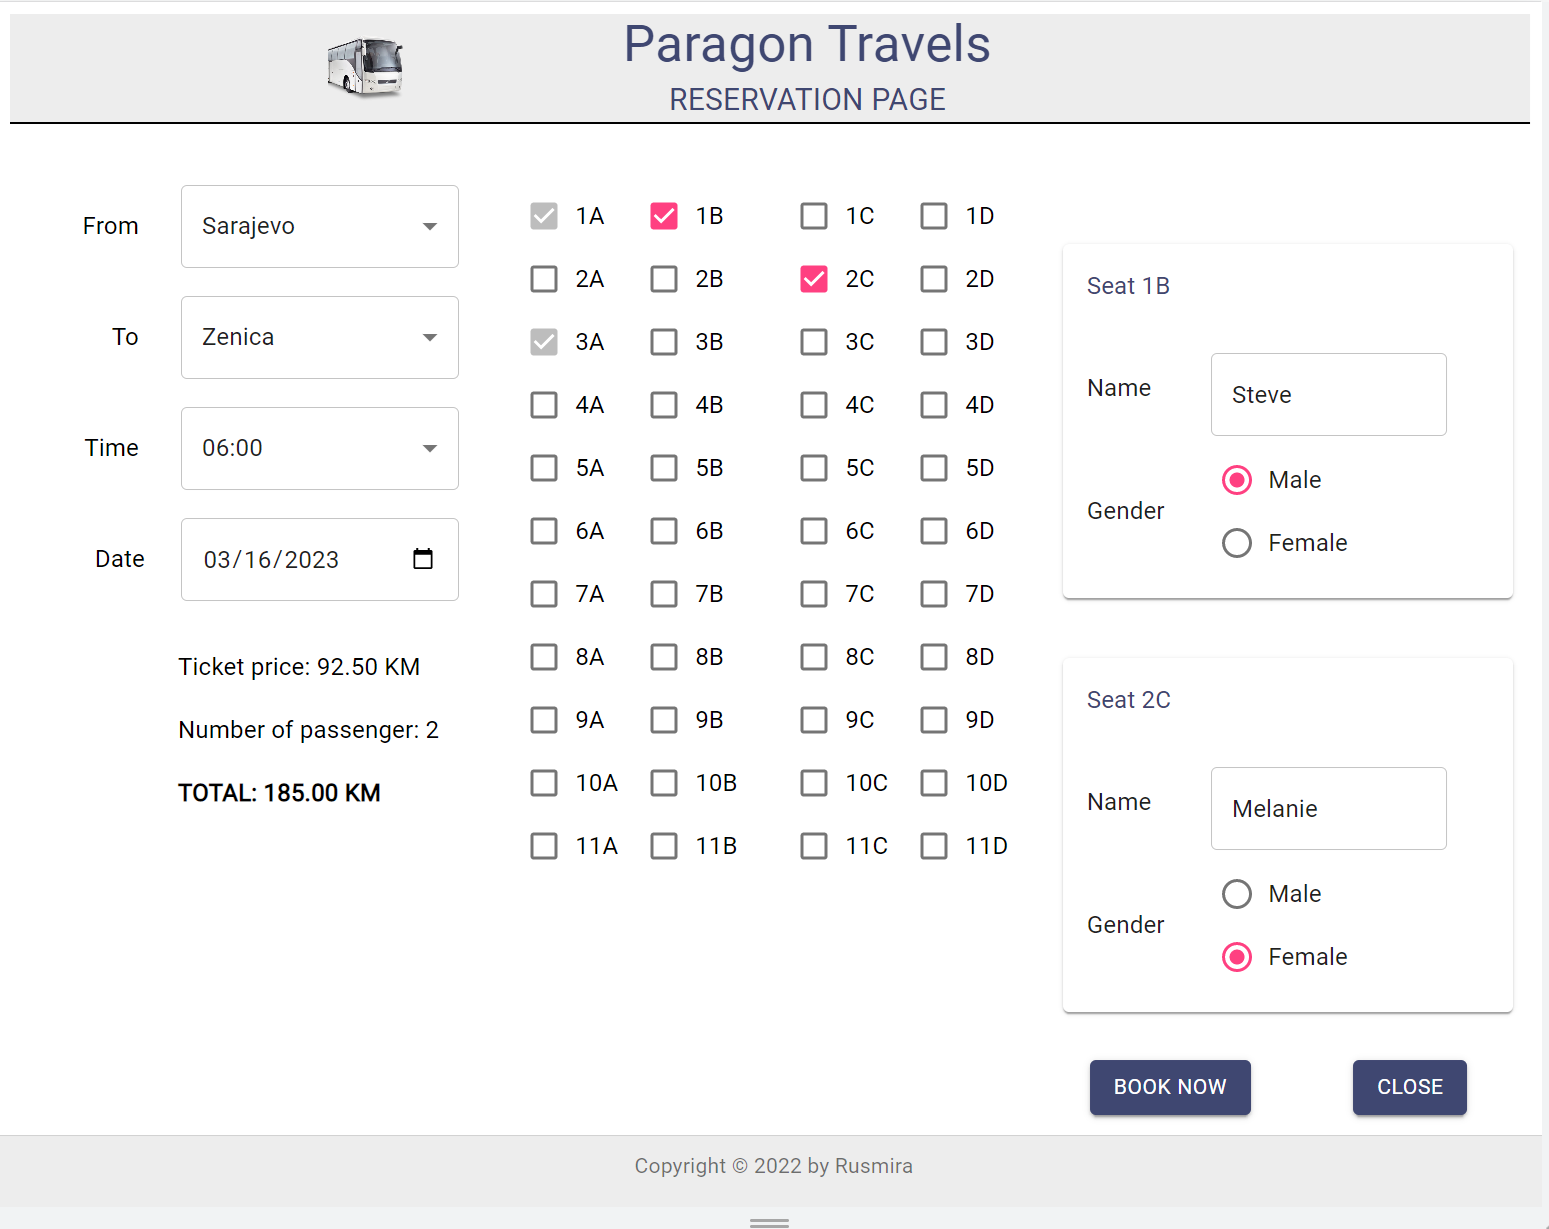 Paragon Travels
RESERVATION PAGE
From Sarajevo
To Zenica
Time 06:00
Date 03/16/2023
Ticket price: 92.50 KM
Number of passenger: 2
TOTAL: 185.00 KM
1A 1B 1C 1D
2A 2B 2C 2D
3A 3B 3C 3D
4A 4B 4C 4D
5A 5B 5C 5D
6A 6B 6C 6D
7A 7B 7C 7D
8A 8B 8C 8D
9A 9B 9C 9D
10A 10B 10C 10D
11A 11B 11C 11D
Seat 1B
Name Steve
Gender
Male
Female
Seat 2C
Name Melanie
Gender
Male
Female
BOOK NOW CLOSE
Copyright © 2022 by Rusmira